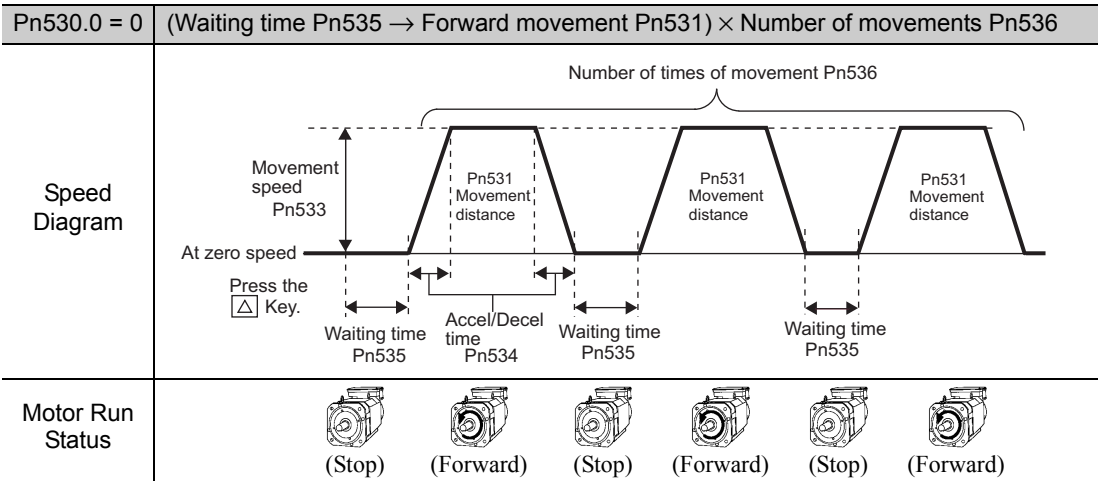 Pn530.0 = 0
(Waiting time Pn535 → Forward movement Pn531) × Number of movements Pn536
Speed
Diagram
Number of times of movement Pn536
Movement
speed
Pn533
Pn531
Movement
distance
Pn531
Movement
distance
Pn531
Movement
distance
At zero speed
Press the
△ Key.
Waiting time
Pn535
Accel/Decel
time
Pn534
Waiting time
Pn535
Waiting time
Pn535
Motor Run
Status
(Stop)
(Forward)
(Stop)
(Forward)
(Stop)
(Forward)